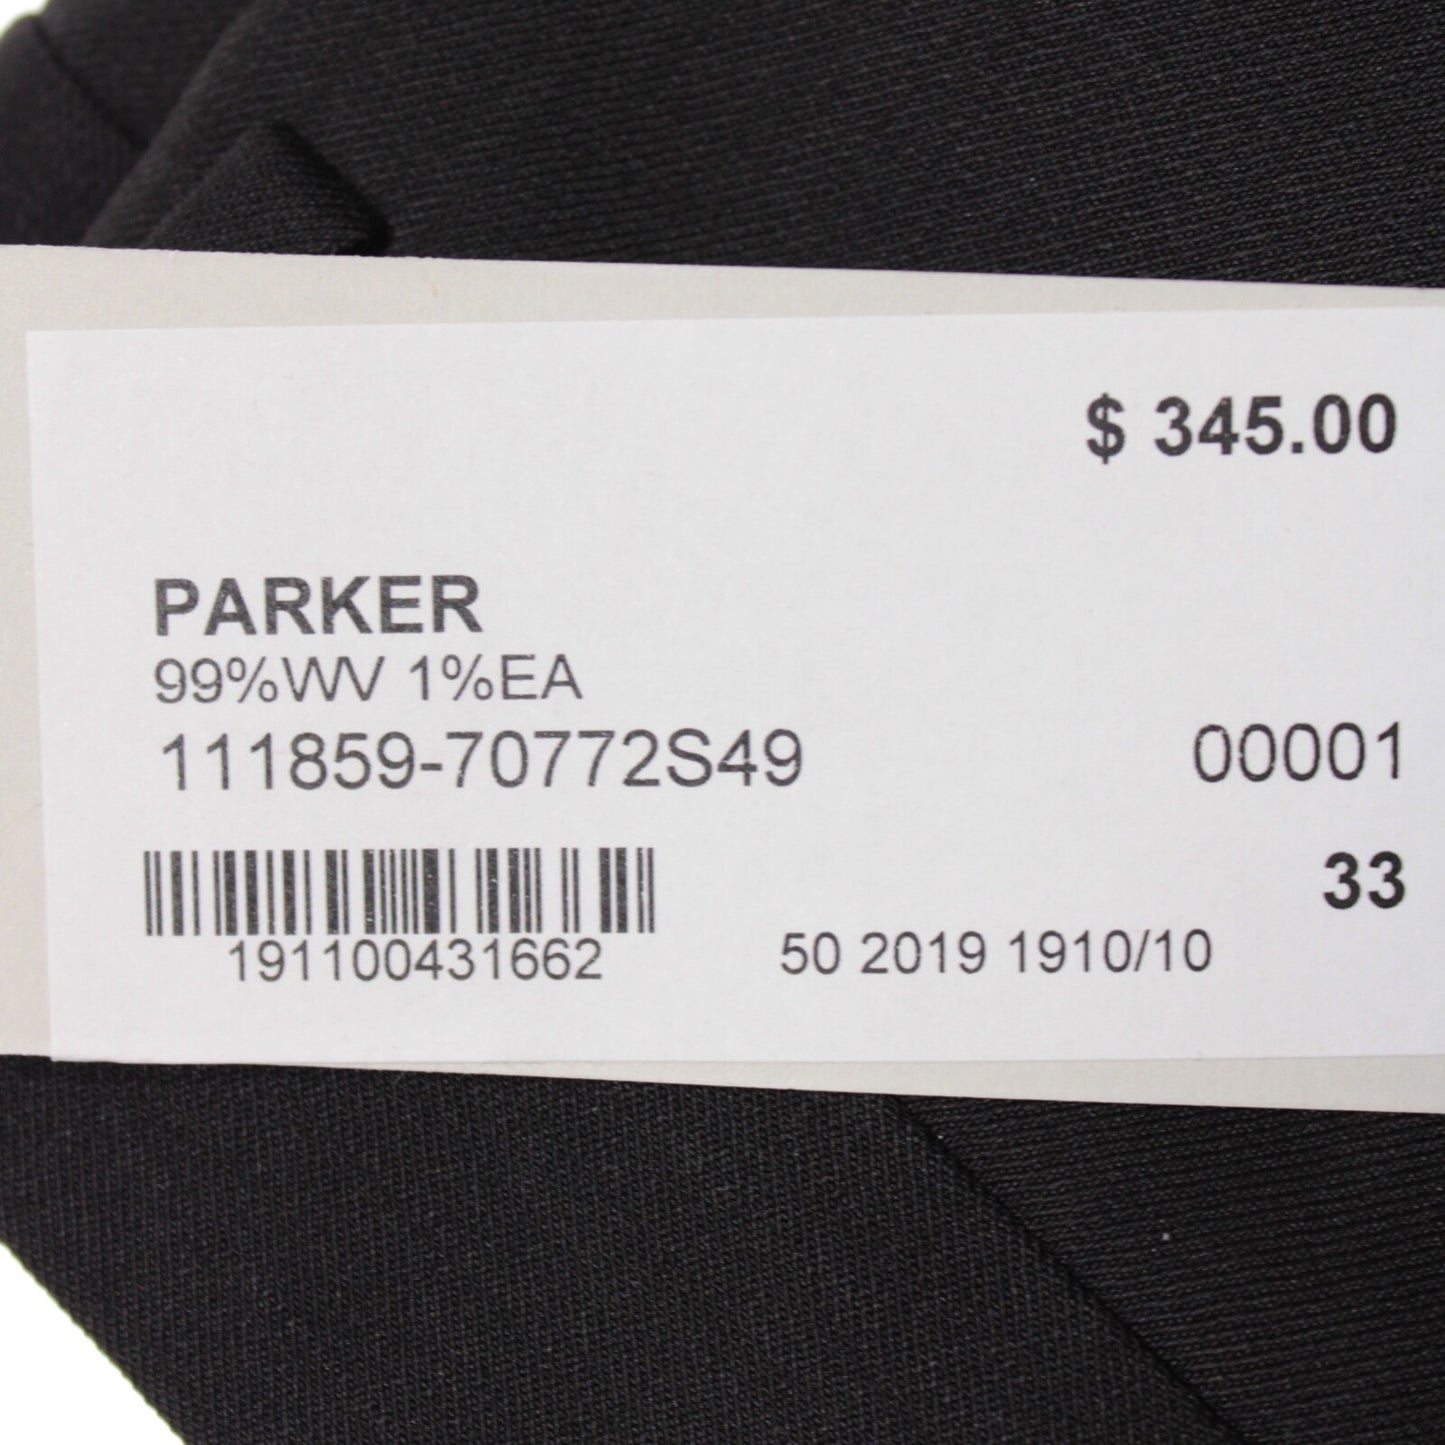 $ 345.00
PARKER
99%WV 1%EA
111859-70772S49 00001
33
191100431662 50 2019 1910/10